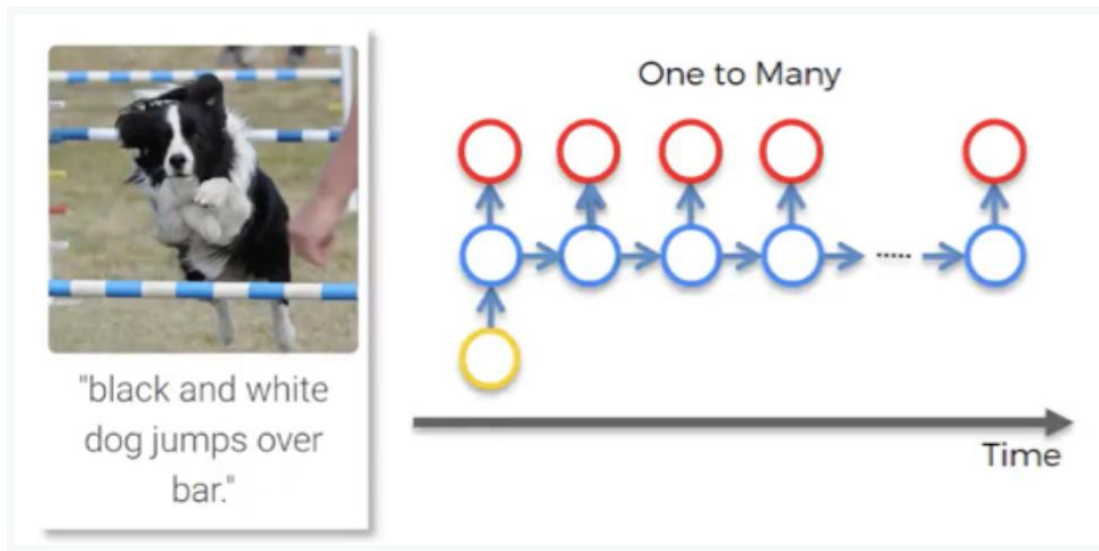 "black and white
dog jumps over
bar."
One to Many
.....
Time